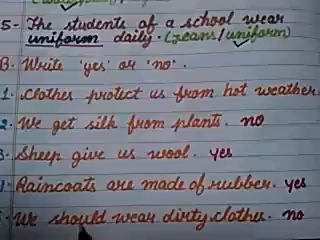 5- The students of a school wear
uniform daily. (jeans/uniform)
B. Write 'yes' or 'no'.
1. Clothes protect us from hot weather.
2. We get silk from plants. no
3. Sheep give us wool. yes
Raincoats are made of rubber. yes
We should wear dirty clothes. no